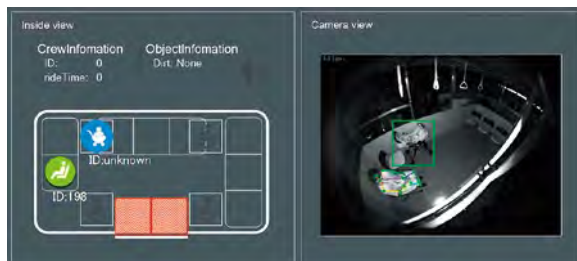 Inside view
CrewInfomation
ID: 0
rideTime: 0
ObjectInfomation
Dirt: None
ID:unknown
ID:198
Camera view